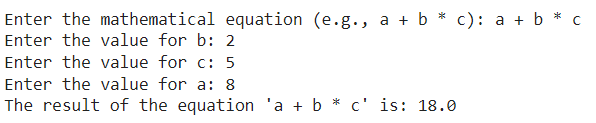 Enter the mathematical equation (e.g., a + b * c): a + b * c
Enter the value for b: 2
Enter the value for c: 5
Enter the value for a: 8
The result of the equation 'a + b * c' is: 18.0